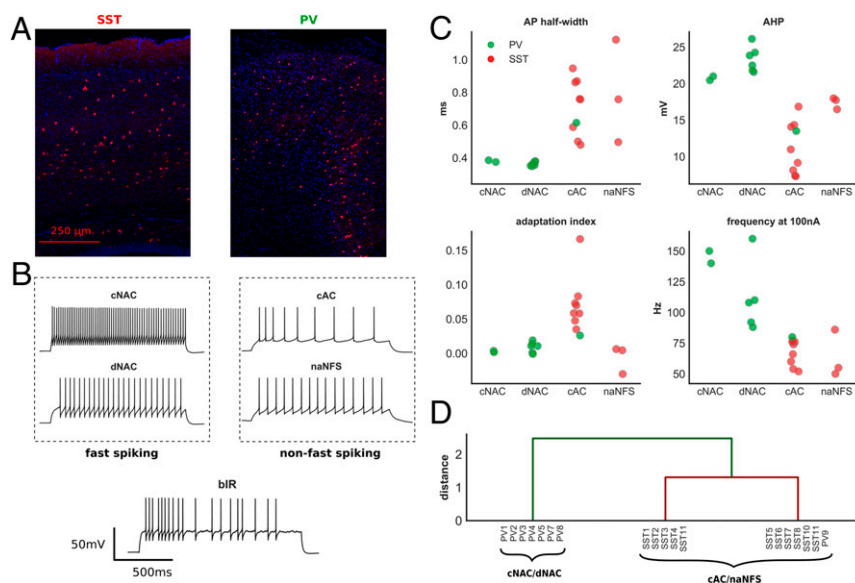 A
SST
PV
250 µm.
B
cNAC
cAC
dNAC
naNFS
fast spiking
non-fast spiking
bIR
50mV
500ms
C
AP half-width
PV
SST
1.0
0.8
0.6
0.4
ms
cNAC dNAC cAC naNFS
AHP
25
20
15
10
mV
cNAC dNAC cAC naNFS
adaptation index
0.15
0.10
0.05
0.00
cNAC dNAC cAC naNFS
frequency at 100nA
150
125
100
75
50
Hz
cNAC dNAC cAC naNFS
D
distance
2
1
0
PV1
PV2
PV3
PV4
PV5
PV7
PV8
SST1
SST2
SST3
SST4
SST11
SST5
SST6
SST7
SST8
SST10
SST11
PV9
cNAC/dNAC
cAC/naNFS